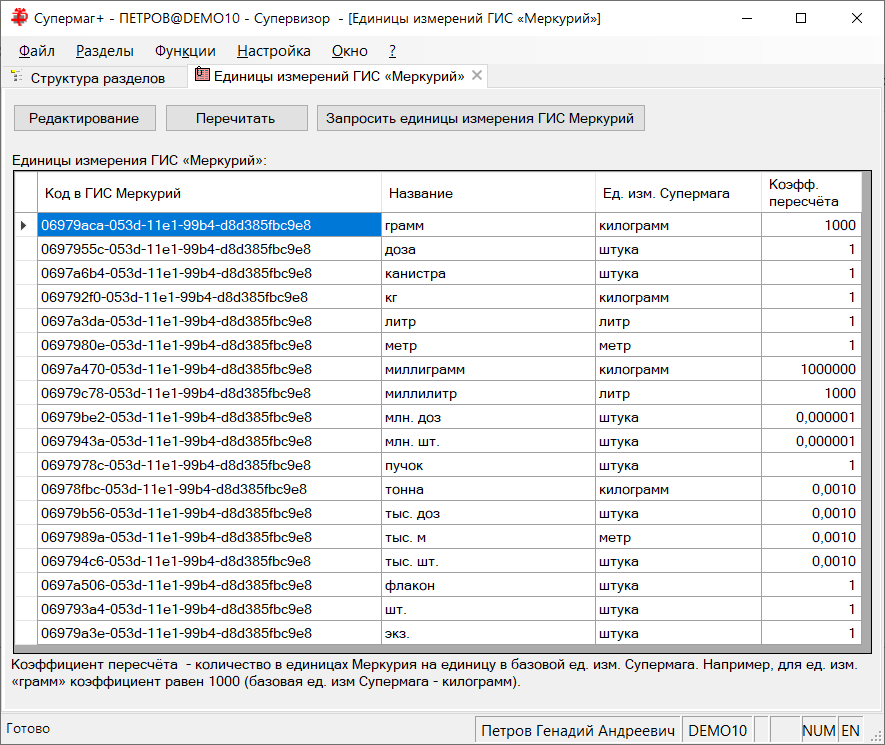 Супермаг+ - ПЕТРОВ@DEMO10 - Супервизор - [Единицы измерений ГИС «Меркурий»]
Файл Разделы Функции Настройка Окно ?
Структура разделов Единицы измерений ГИС «Меркурий»
Редактирование Перечитать Запросить единицы измерения ГИС Меркурий
Единицы измерения ГИС «Меркурий»:
Код в ГИС Меркурий Название Ед. изм. Супермага Коэфф. пересчёта
06979aca-053d-11e1-99b4-d8d385fbc9e8 грамм килограмм 1000
0697955c-053d-11e1-99b4-d8d385fbc9e8 доза штука 1
0697a6b4-053d-11e1-99b4-d8d385fbc9e8 канистра штука 1
069792f0-053d-11e1-99b4-d8d385fbc9e8 кг килограмм 1
0697a3da-053d-11e1-99b4-d8d385fbc9e8 литр литр 1
0697980e-053d-11e1-99b4-d8d385fbc9e8 метр метр 1
0697a470-053d-11e1-99b4-d8d385fbc9e8 миллиграмм килограмм 1000000
06979c78-053d-11e1-99b4-d8d385fbc9e8 миллилитр литр 1000
06979be2-053d-11e1-99b4-d8d385fbc9e8 млн. доз штука 0,000001
0697943a-053d-11e1-99b4-d8d385fbc9e8 млн. шт. штука 0,000001
0697978c-053d-11e1-99b4-d8d385fbc9e8 пучок штука 1
06978fbc-053d-11e1-99b4-d8d385fbc9e8 тонна килограмм 0,0010
06979b56-053d-11e1-99b4-d8d385fbc9e8 тыс. доз штука 0,0010
0697989a-053d-11e1-99b4-d8d385fbc9e8 тыс. м метр 0,0010
069794c6-053d-11e1-99b4-d8d385fbc9e8 тыс. шт. штука 0,0010
0697a506-053d-11e1-99b4-d8d385fbc9e8 флакон штука 1
069793a4-053d-11e1-99b4-d8d385fbc9e8 шт. штука 1
06979a3e-053d-11e1-99b4-d8d385fbc9e8 экз. штука 1
Коэффициент пересчёта - количество в единицах Меркурия на единицу в базовой ед. изм. Супермага. Например, для ед. изм.
«грамм» коэффициент равен 1000 (базовая ед. изм Супермага - килограмм).
Готово Петров Генадий Андреевич DEMO10 NUM EN